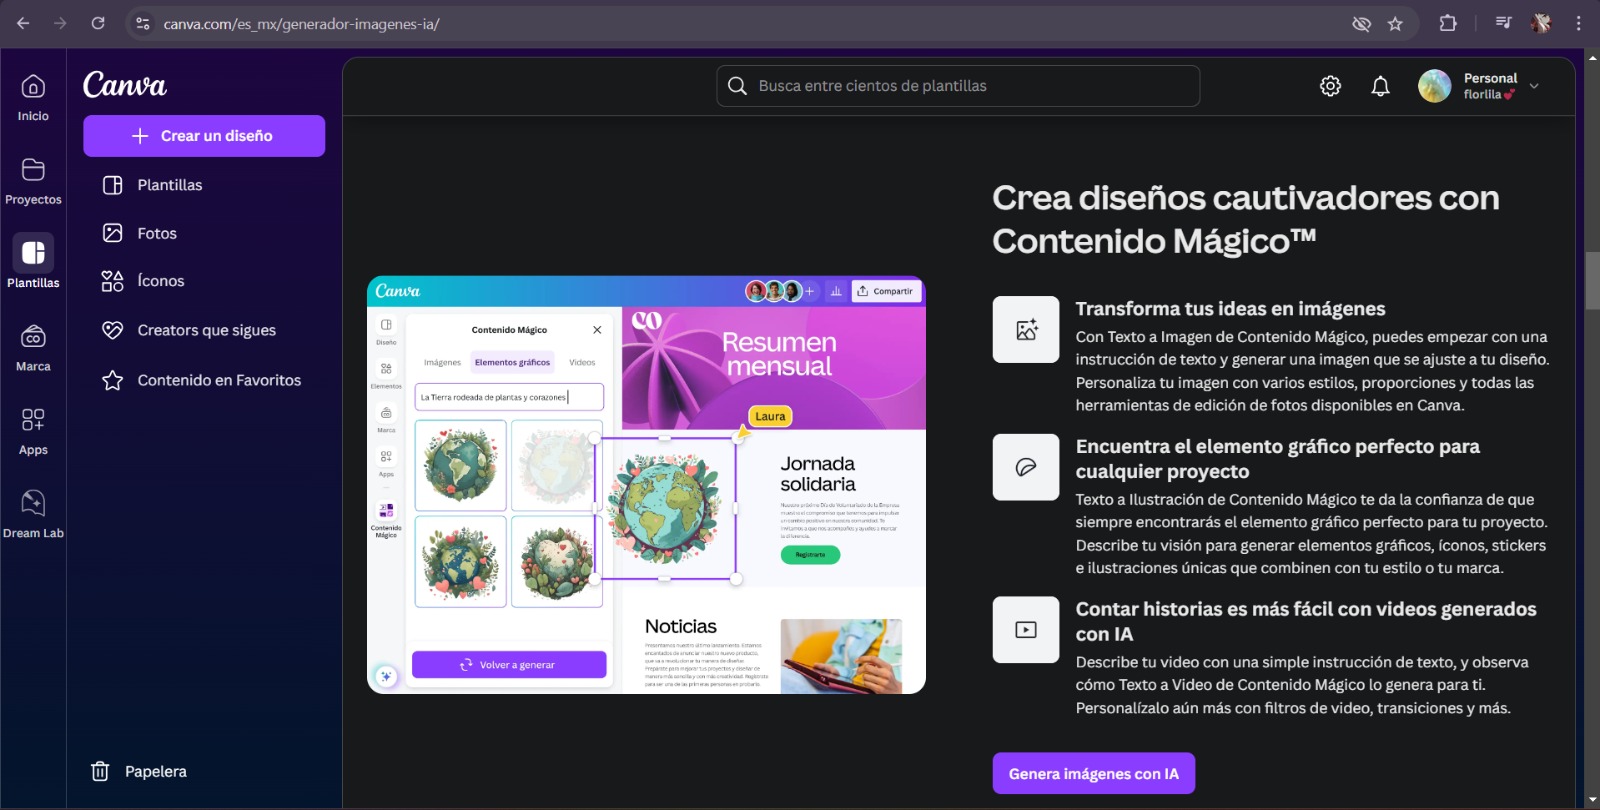 canva.com/es_mx/generador-imagenes-ia/
Inicio
Proyectos
Plantillas
Marca
Apps
Dream Lab
Canva
Crear un diseño
Plantillas
Fotos
Íconos
Creators que sigues
Contenido en Favoritos
Papelera
Busca entre cientos de plantillas
Personal
florlila💕
Canva
Compartir
Diseño
Elementos
Marca
Apps
Contenido
Mágico
Contenido Mágico
Imágenes
Elementos gráficos
Videos
La Tierra rodeada de plantas y corazones
Volver a generar
CO
Resumen
mensual
Laura
Jornada
solidaria
Regístrarte
Noticias
Crea diseños cautivadores con
Contenido Mágico™
Transforma tus ideas en imágenes
Con Texto a Imagen de Contenido Mágico, puedes empezar con una
instrucción de texto y generar una imagen que se ajuste a tu diseño.
Personaliza tu imagen con varios estilos, proporciones y todas las
herramientas de edición de fotos disponibles en Canva.
Encuentra el elemento gráfico perfecto para
cualquier proyecto
Texto a Ilustración de Contenido Mágico te da la confianza de que
siempre encontrarás el elemento gráfico perfecto para tu proyecto.
Describe tu visión para generar elementos gráficos, íconos, stickers
e ilustraciones únicas que combinen con tu estilo o tu marca.
Contar historias es más fácil con videos generados
con IA
Describe tu video con una simple instrucción de texto, y observa
cómo Texto a Video de Contenido Mágico lo genera para ti.
Personalízalo aún más con filtros de video, transiciones y más.
Genera imágenes con IA